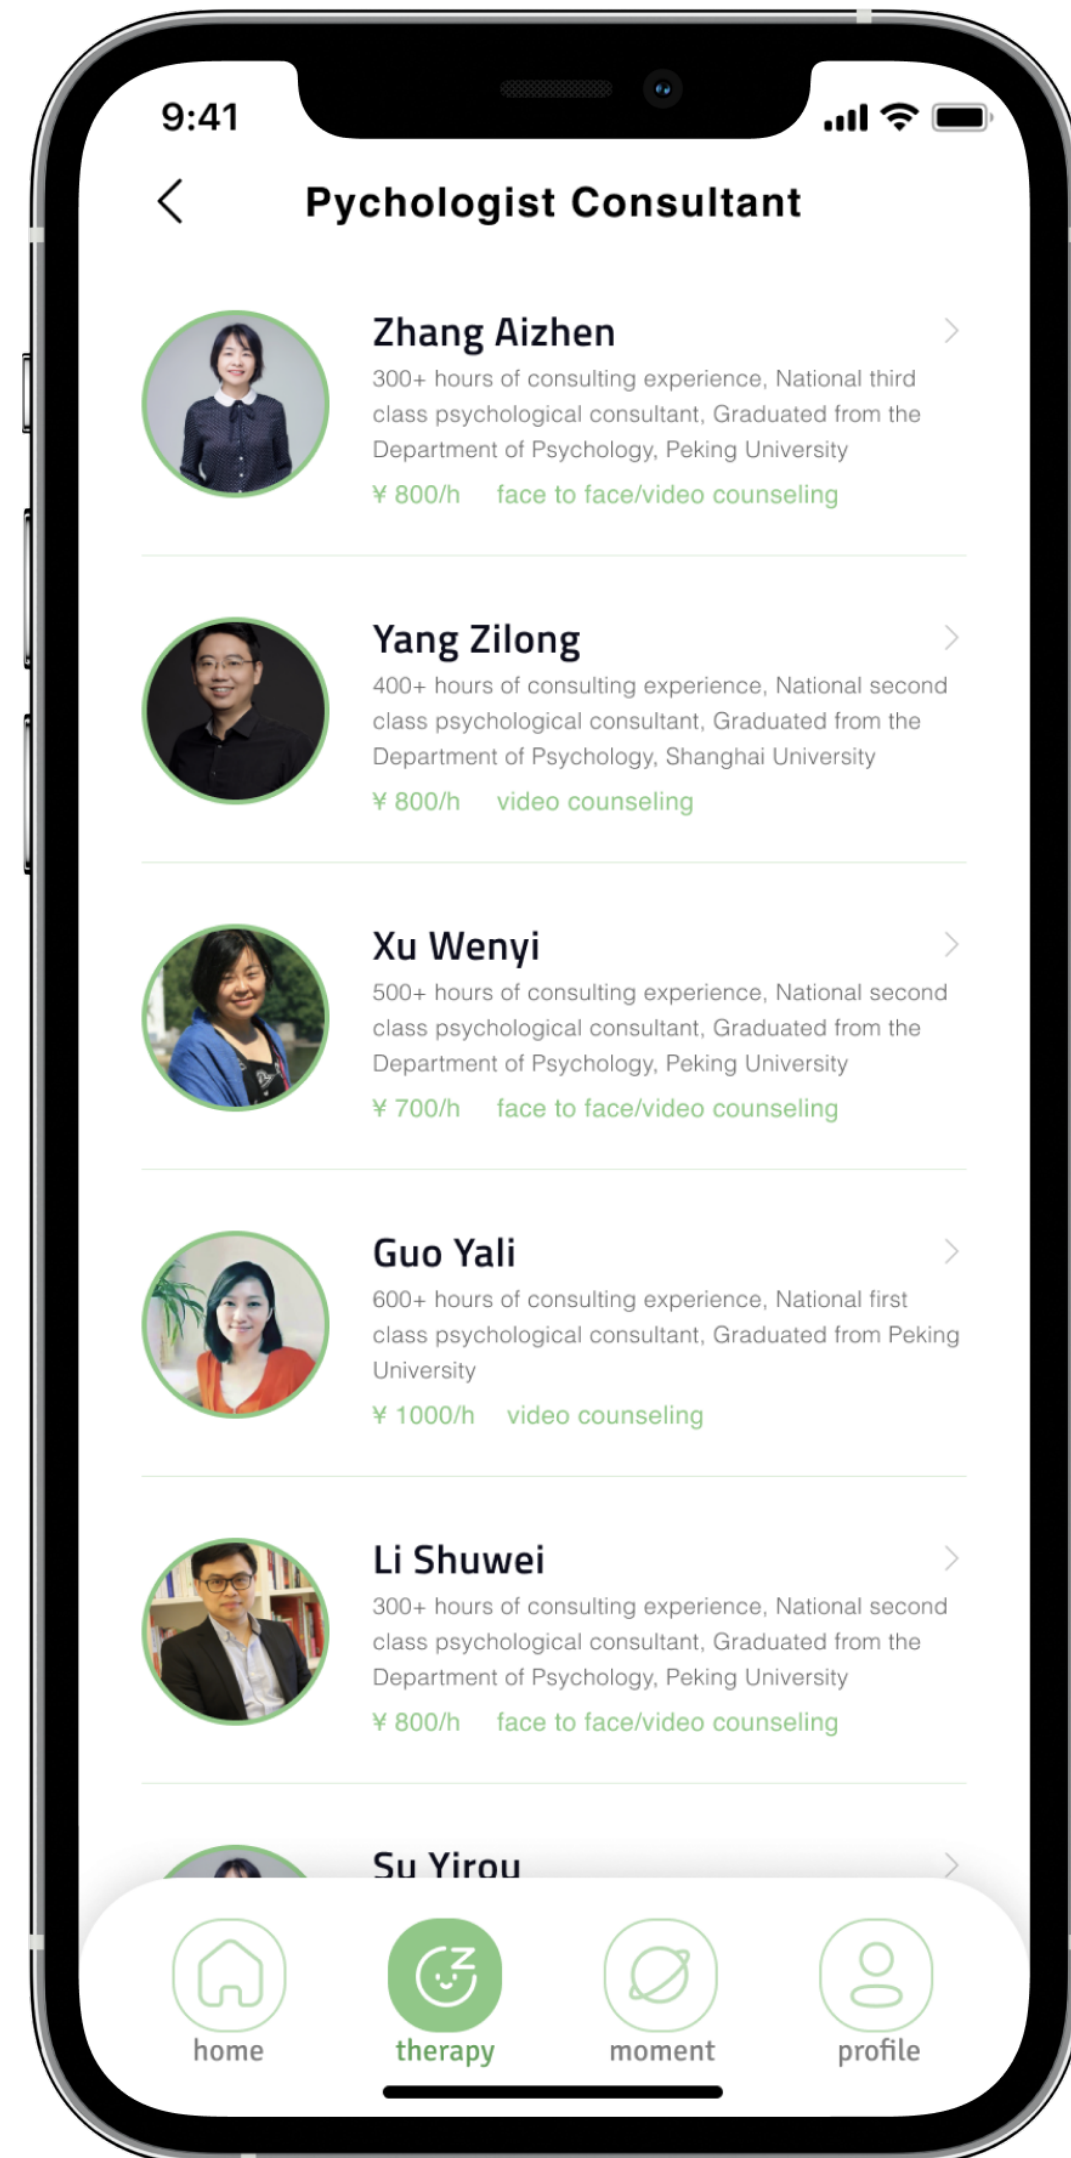 9:41
Pychologist Consultant
Zhang Aizhen
300+ hours of consulting experience, National third
class psychological consultant, Graduated from the
Department of Psychology, Peking University
¥ 800/h face to face/video counseling
Yang Zilong
400+ hours of consulting experience, National second
class psychological consultant, Graduated from the
Department of Psychology, Shanghai University
¥ 800/h video counseling
Xu Wenyi
500+ hours of consulting experience, National second
class psychological consultant, Graduated from the
Department of Psychology, Peking University
¥ 700/h face to face/video counseling
Guo Yali
600+ hours of consulting experience, National first
class psychological consultant, Graduated from Peking
University
¥ 1000/h video counseling
Li Shuwei
300+ hours of consulting experience, National second
class psychological consultant, Graduated from the
Department of Psychology, Peking University
¥ 800/h face to face/video counseling
Su Yirou
home therapy moment profile